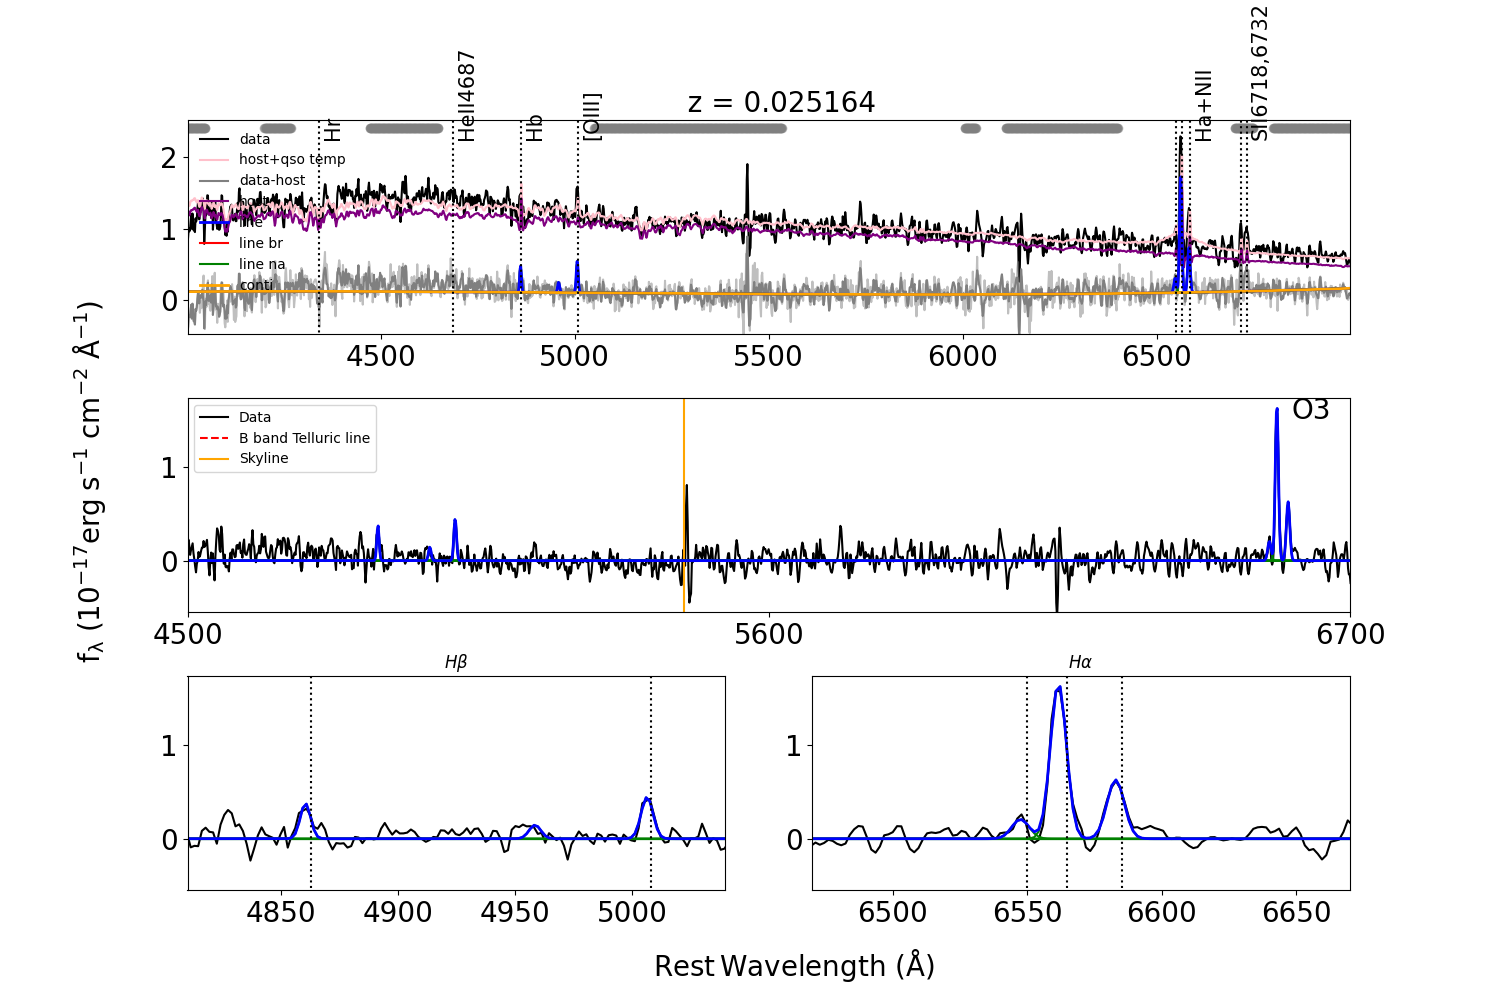 z = 0.025164
Hr
HeII4687
Hb
[OIII]
Ha+NII
SII6718,6732
data
host+qso temp
data-host
host
line
line br
line na
conti
2
1
0
4500
5000
5500
6000
6500
fλ (10−17erg s−1 cm−2 Å−1)
Data
B band Telluric line
Skyline
O3
1
0
4500
5600
6700
Hβ
Hα
1
0
4850
4900
4950
5000
1
0
6500
6550
6600
6650
Rest Wavelength (Å)